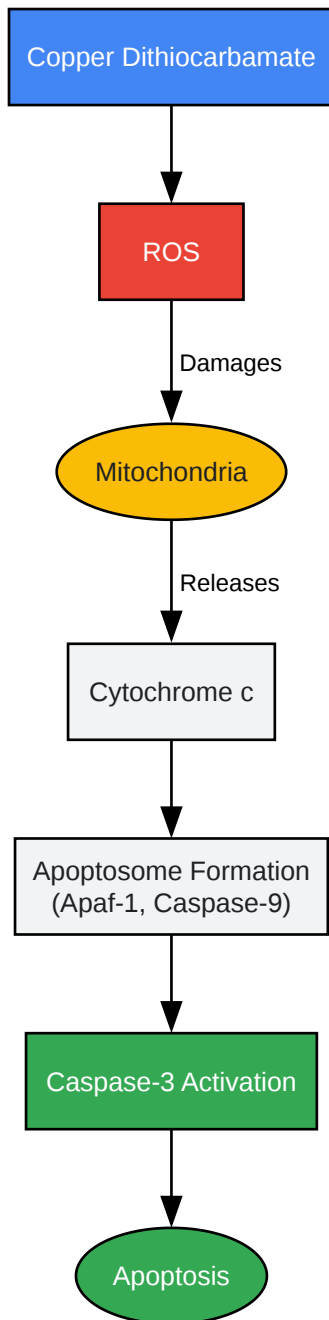 Copper Dithiocarbamate
ROS
Damages
Mitochondria
Releases
Cytochrome c
Apoptosome Formation
(Apaf-1, Caspase-9)
Caspase-3 Activation
Apoptosis